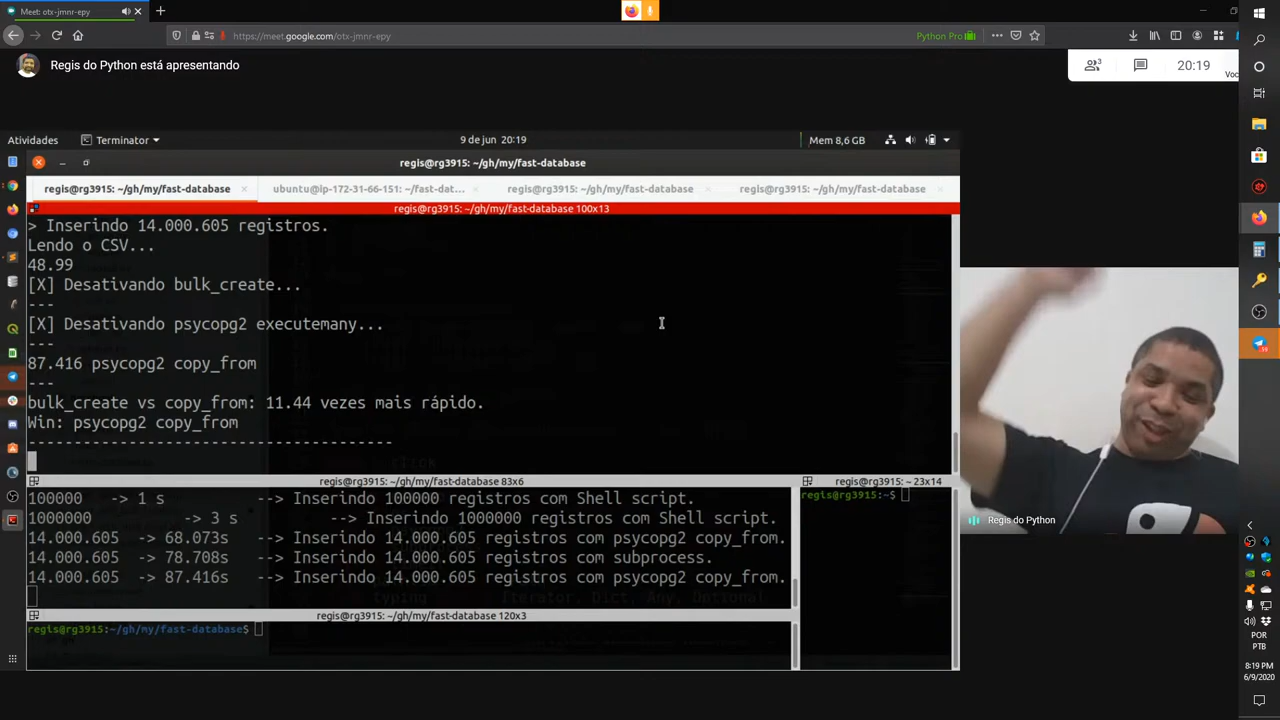 Meet: otx-jmnr-epy
https://meet.google.com/otx-jmnr-epy
Python Pro
Regis do Python está apresentando
3
20:19
Voc
Atividades
Terminator
9 de jun 20:19
Mem 8,6 GB
regis@rg3915: ~/gh/my/fast-database
regis@rg3915: ~/gh/my/fast-database
ubuntu@ip-172-31-66-151: ~/fast-dat...
regis@rg3915: ~/gh/my/fast-database
regis@rg3915: ~/gh/my/fast-database
regis@rg3915: ~/gh/my/fast-database 100x13
> Inserindo 14.000.605 registros.
Lendo o CSV...
48.99
[X] Desativando bulk_create...
---
[X] Desativando psycopg2 executemany...
---
87.416 psycopg2 copy_from
---
bulk_create vs copy_from: 11.44 vezes mais rápido.
Win: psycopg2 copy_from
----------------------------------------
regis@rg3915: ~/gh/my/fast-database 83x6
100000 -> 1 s --> Inserindo 100000 registros com Shell script.
1000000 -> 3 s --> Inserindo 1000000 registros com Shell script.
14.000.605 -> 68.073s --> Inserindo 14.000.605 registros com psycopg2 copy_from.
14.000.605 -> 78.708s --> Inserindo 14.000.605 registros com subprocess.
14.000.605 -> 87.416s --> Inserindo 14.000.605 registros com psycopg2 copy_from.
typing Iterator, Dict, Any, Optional
regis@rg3915: ~ 23x14
regis@rg3915:~$
regis@rg3915: ~/gh/my/fast-database 120x3
regis@rg3915:~/gh/my/fast-database$
Regis do Python
POR
PTB
8:19 PM
6/9/2020